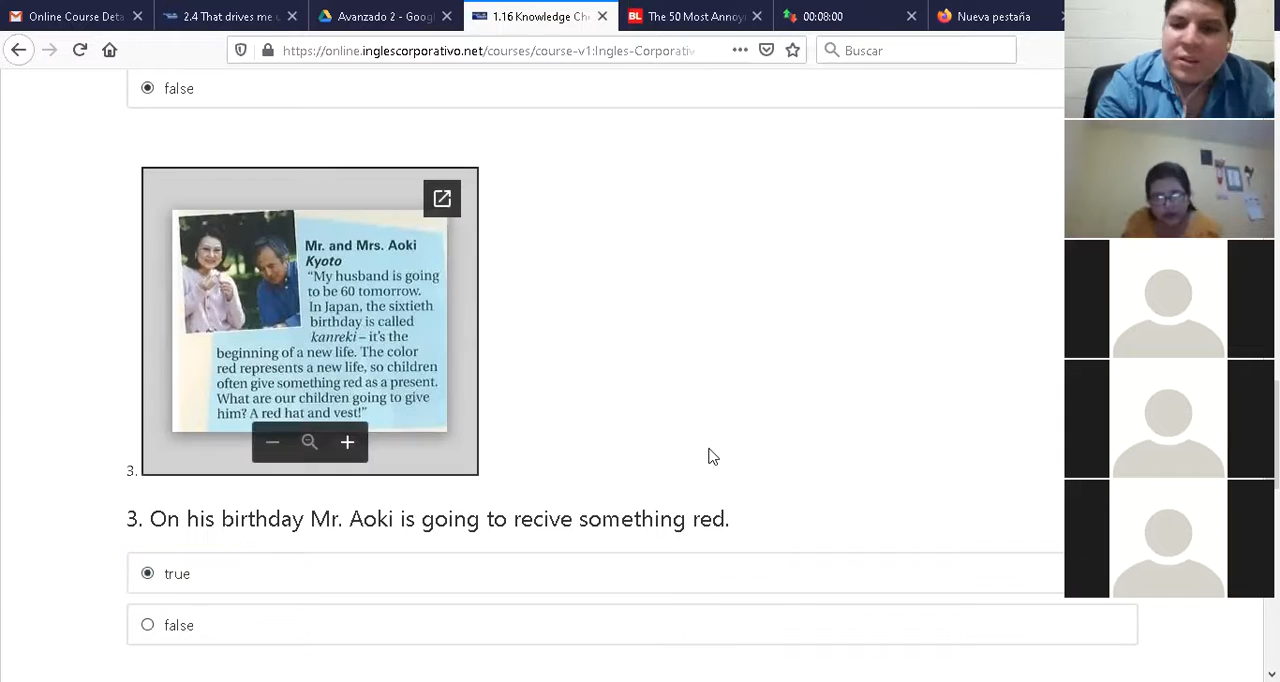 Online Course Deta
2.4 That drives me
Avanzado 2 - Goo
1.16 Knowledge Ch
BL The 50 Most Annoy
00:08:00
Nueva pestaña
https://online.inglescorporativo.net/courses/course-v1:Ingles-Corporativ
Buscar
false
Mr. and Mrs. Aoki
Kyoto
"My husband is going
to be 60 tomorrow.
In Japan, the sixtieth
birthday is called
kanreki – it's the
beginning of a new life. The color
red represents a new life, so children
often give something red as a present.
What are our children going to give
him? A red hat and vest!"
3.
3. On his birthday Mr. Aoki is going to recive something red.
true
false